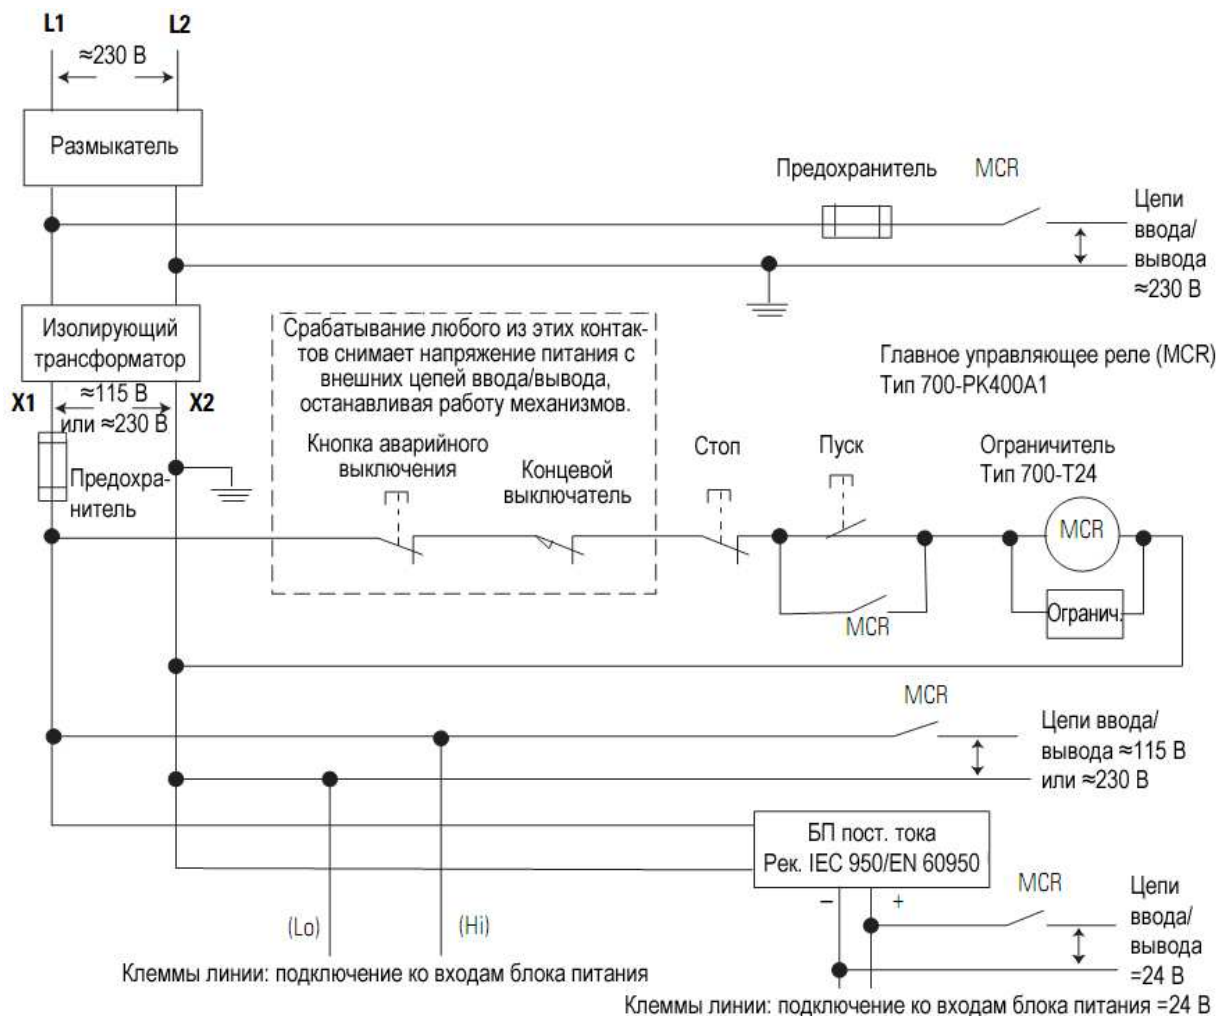 L1
L2
≈230 В
Размыкатель
Предохранитель
MCR
Цепи
ввода/
вывода
≈230 В
Изолирующий
трансформатор
X1
≈115 В
X2
или ≈230 В
Предохра-
нитель
Срабатывание любого из этих контак-
тов снимает напряжение питания с
внешних цепей ввода/вывода,
останавливая работу механизмов.
Кнопка аварийного
выключения
Концевой
выключатель
Главное управляющее реле (MCR)
Тип 700-PK400A1
Стоп
Пуск
Ограничитель
Тип 700-T24
MCR
Огранич.
MCR
MCR
Цепи ввода/
вывода ≈115 В
или ≈230 В
БП пост. тока
Рек. IEC 950/EN 60950
– +
MCR
Цепи
ввода/
вывода
=24 В
(Lo)
(Hi)
Клеммы линии: подключение ко входам блока питания
Клеммы линии: подключение ко входам блока питания =24 В